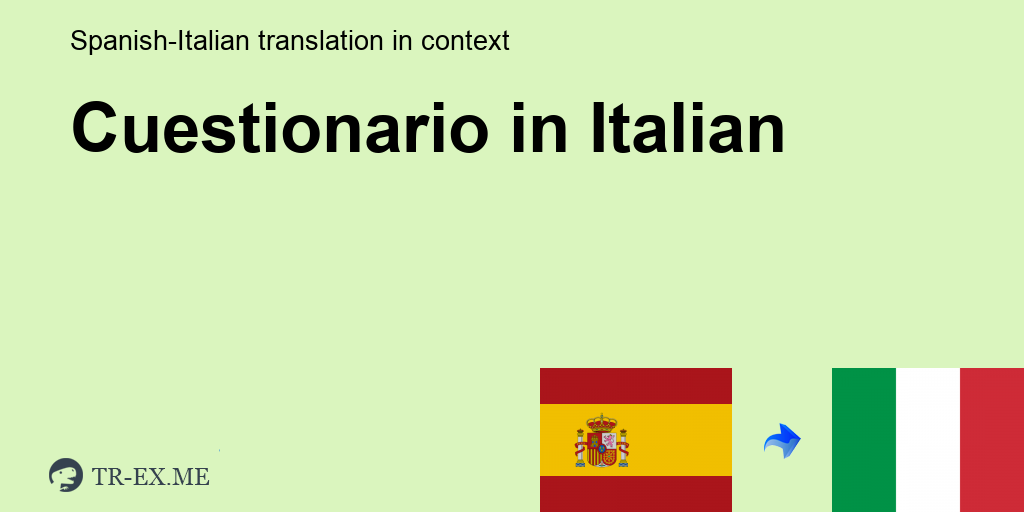 Spanish-Italian translation in context
Cuestionario in Italian
TR-EX.ME